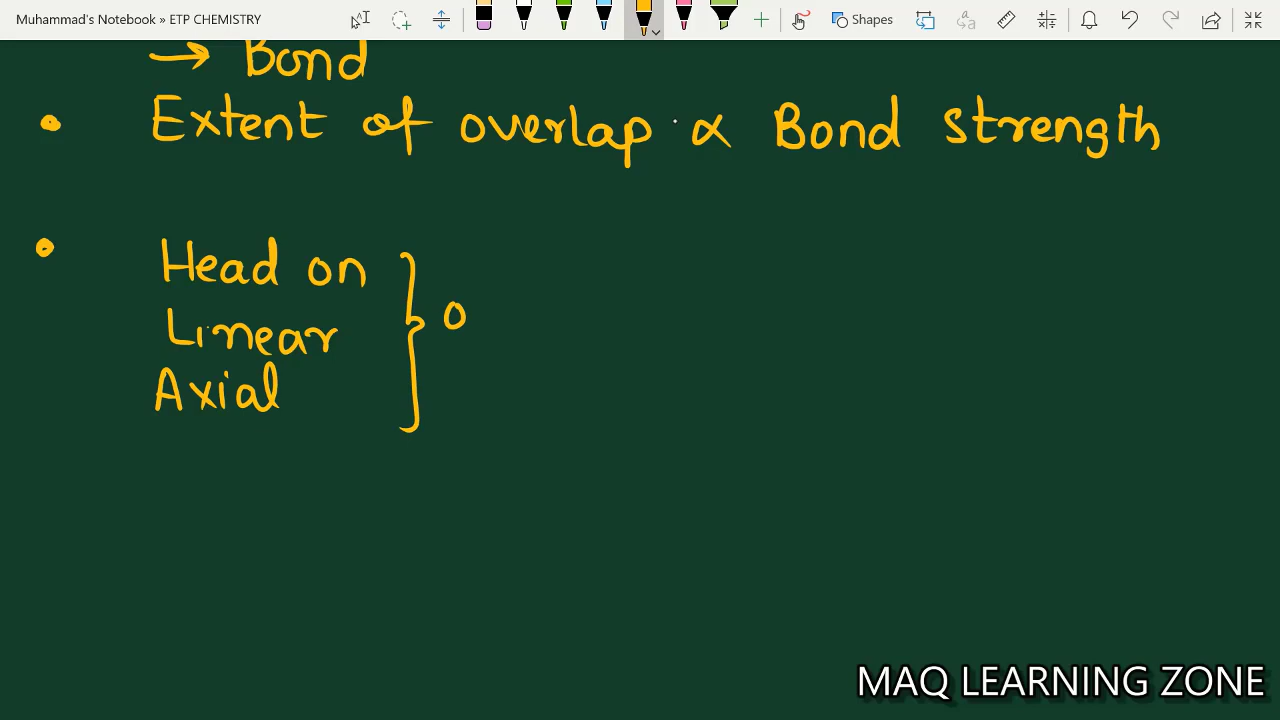 Muhammad's Notebook » ETP CHEMISTRY
Shapes
→ Bond
• Extent of overlap ∝ Bond strength
• Head on
Linear
Axial
} o
MAQ LEARNING ZONE